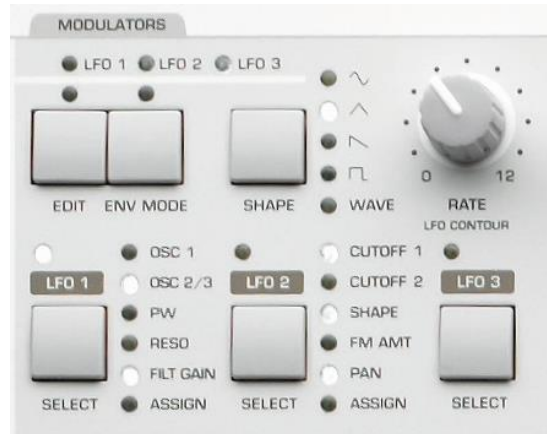 MODULATORS
LFO 1 LFO 2 LFO 3
EDIT ENV MODE SHAPE WAVE
0 12
RATE
LFO CONTOUR
OSC 1 CUTOFF 1
LFO 1 OSC 2/3 LFO 2 CUTOFF 2 LFO 3
PW SHAPE
RESO FM AMT
FILT GAIN PAN
SELECT ASSIGN SELECT ASSIGN SELECT